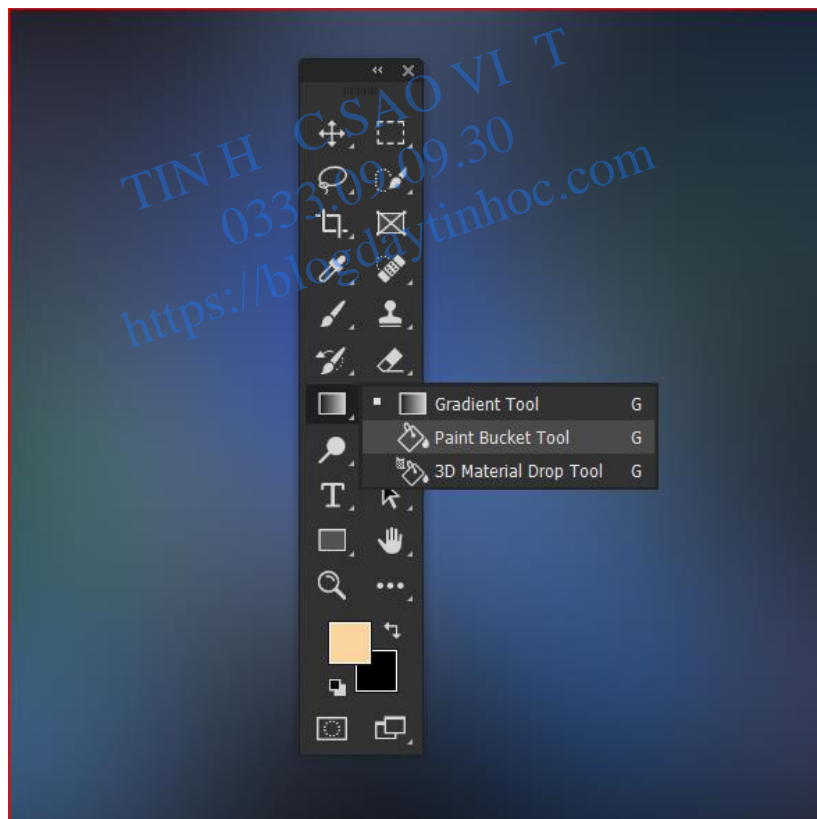 TIN H C SAO VI T
0333.09.09.30
https://blogdaytinhoc.com
Gradient Tool G
Paint Bucket Tool G
3D Material Drop Tool G